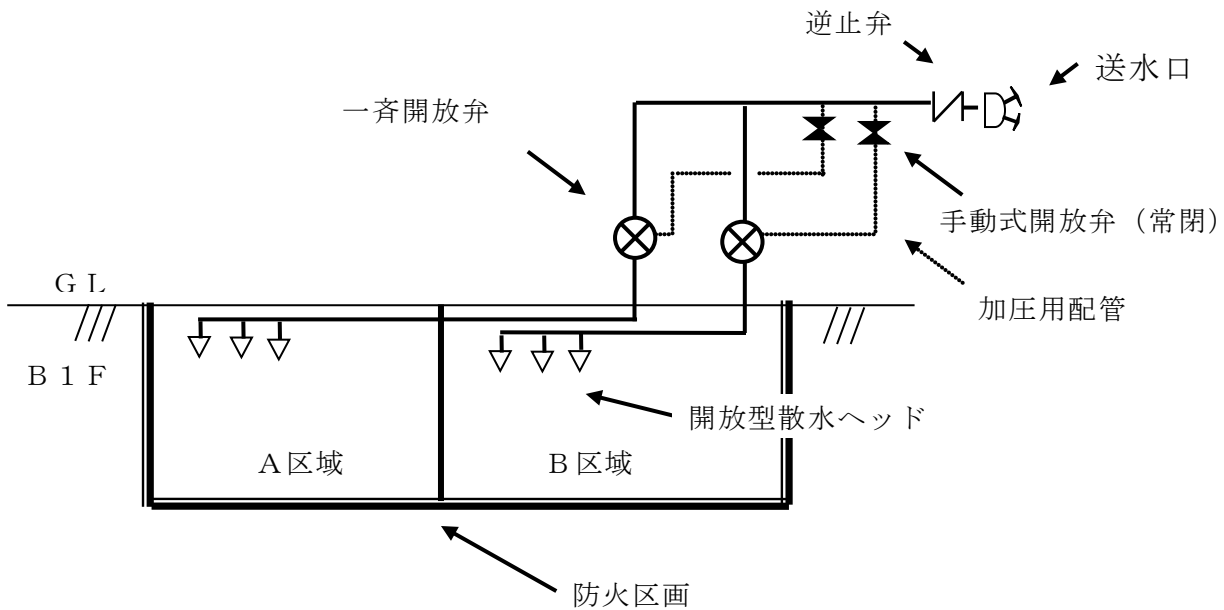 逆止弁
送水口
一斉開放弁
手動式開放弁（常閉）
ＧＬ
加圧用配管
Ｂ１Ｆ
開放型散水ヘッド
Ａ区域
Ｂ区域
防火区画